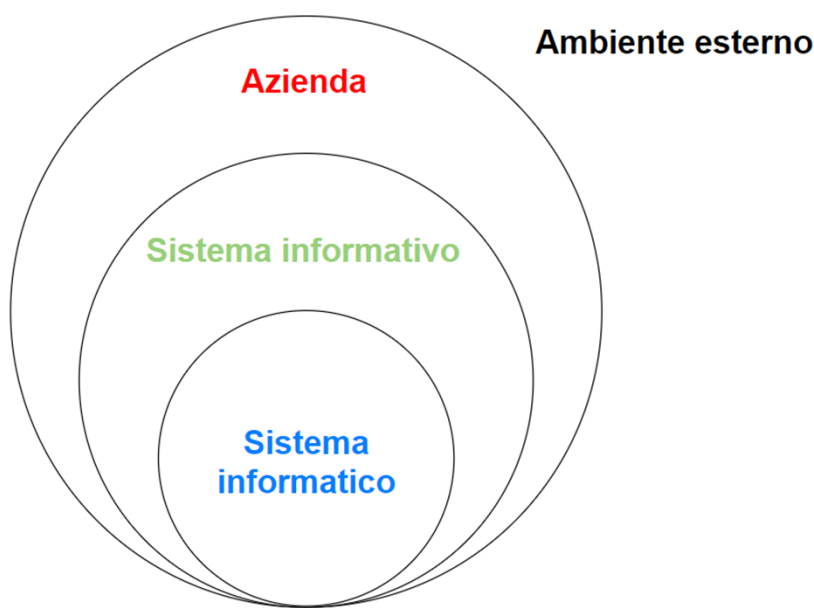 Ambiente esterno
Azienda
Sistema informativo
Sistema
informatico